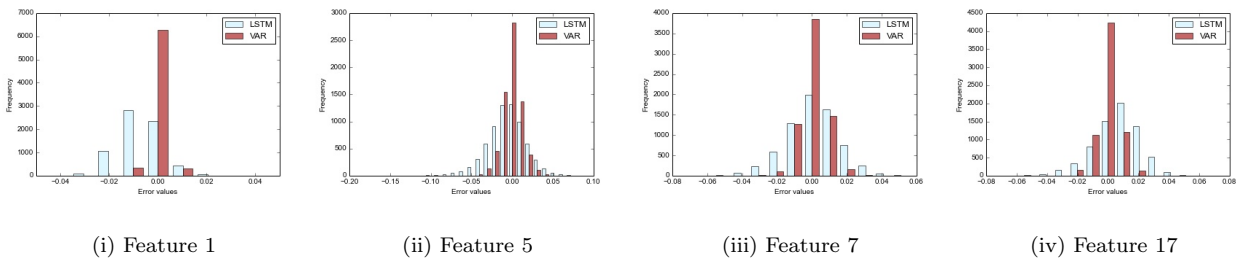 7000
6000
5000
4000
3000
2000
1000
0
Frequency
LSTM
VAR
−0.04 −0.02 0.00 0.02 0.04
Error values
(i) Feature 1
3000
2500
2000
1500
1000
500
0
Frequency
LSTM
VAR
−0.20 −0.15 −0.10 −0.05 0.00 0.05 0.10
Error values
(ii) Feature 5
4000
3500
3000
2500
2000
1500
1000
500
0
Frequency
LSTM
VAR
−0.08 −0.06 −0.04 −0.02 0.00 0.02 0.04 0.06
Error values
(iii) Feature 7
4500
4000
3500
3000
2500
2000
1500
1000
500
0
Frequency
LSTM
VAR
−0.08 −0.06 −0.04 −0.02 0.00 0.02 0.04 0.06 0.08
Error values
(iv) Feature 17